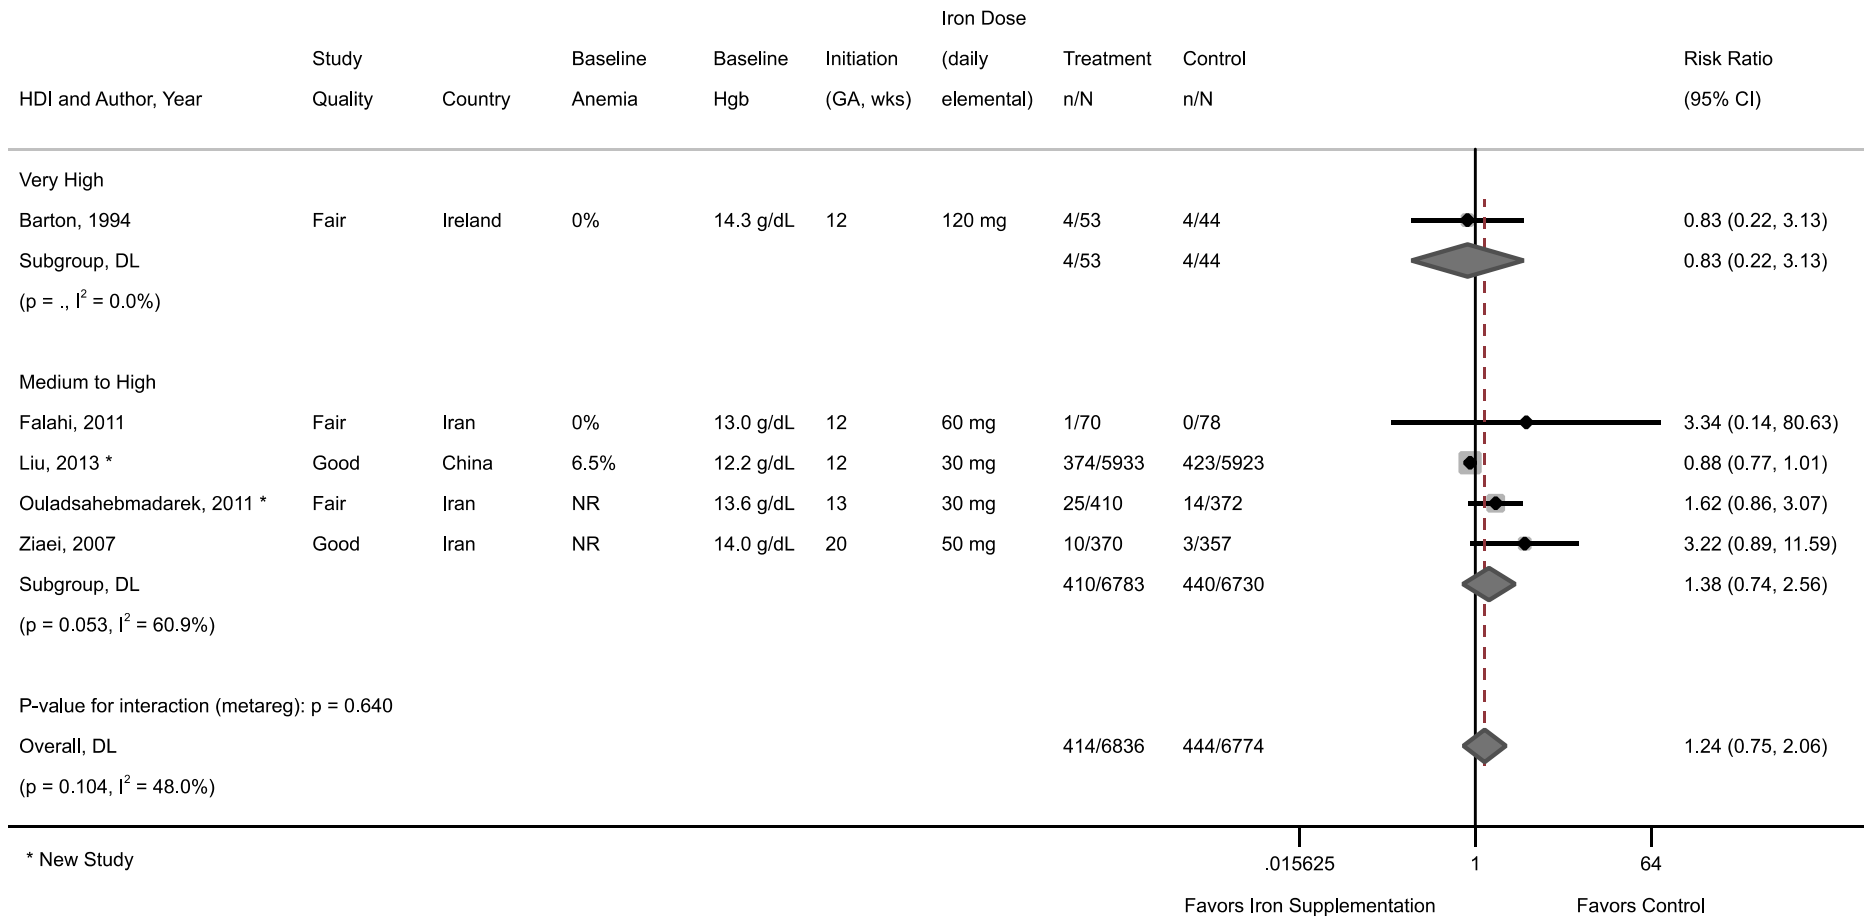 Iron Dose
Study Baseline Baseline Initiation (daily Treatment Control Risk Ratio
HDI and Author, Year Quality Country Anemia Hgb (GA, wks) elemental) n/N n/N (95% CI)
Very High
Barton, 1994 Fair Ireland 0% 14.3 g/dL 12 120 mg 4/53 4/44 0.83 (0.22, 3.13)
Subgroup, DL 4/53 4/44 0.83 (0.22, 3.13)
(p = ., I² = 0.0%)
Medium to High
Falahi, 2011 Fair Iran 0% 13.0 g/dL 12 60 mg 1/70 0/78 3.34 (0.14, 80.63)
Liu, 2013 * Good China 6.5% 12.2 g/dL 12 30 mg 374/5933 423/5923 0.88 (0.77, 1.01)
Ouladsahebmadarek, 2011 * Fair Iran NR 13.6 g/dL 13 30 mg 25/410 14/372 1.62 (0.86, 3.07)
Ziaei, 2007 Good Iran NR 14.0 g/dL 20 50 mg 10/370 3/357 3.22 (0.89, 11.59)
Subgroup, DL 410/6783 440/6730 1.38 (0.74, 2.56)
(p = 0.053, I² = 60.9%)
P-value for interaction (metareg): p = 0.640
Overall, DL 414/6836 444/6774 1.24 (0.75, 2.06)
(p = 0.104, I² = 48.0%)
* New Study .015625 1 64
Favors Iron Supplementation Favors Control